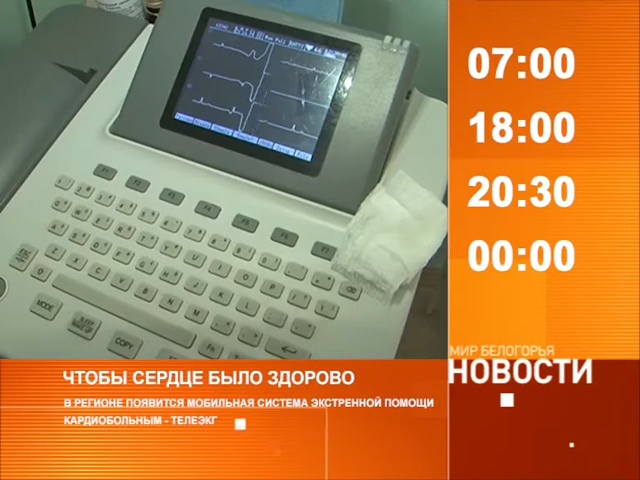 07:00
18:00
20:30
00:00
MODE
COPY
Fn
МИР БЕЛОГОРЬЯ
НОВОСТИ
ЧТОБЫ СЕРДЦЕ БЫЛО ЗДОРОВО
В РЕГИОНЕ ПОЯВИТСЯ МОБИЛЬНАЯ СИСТЕМА ЭКСТРЕННОЙ ПОМОЩИ
КАРДИОБОЛЬНЫМ - ТЕЛЕЭКГ